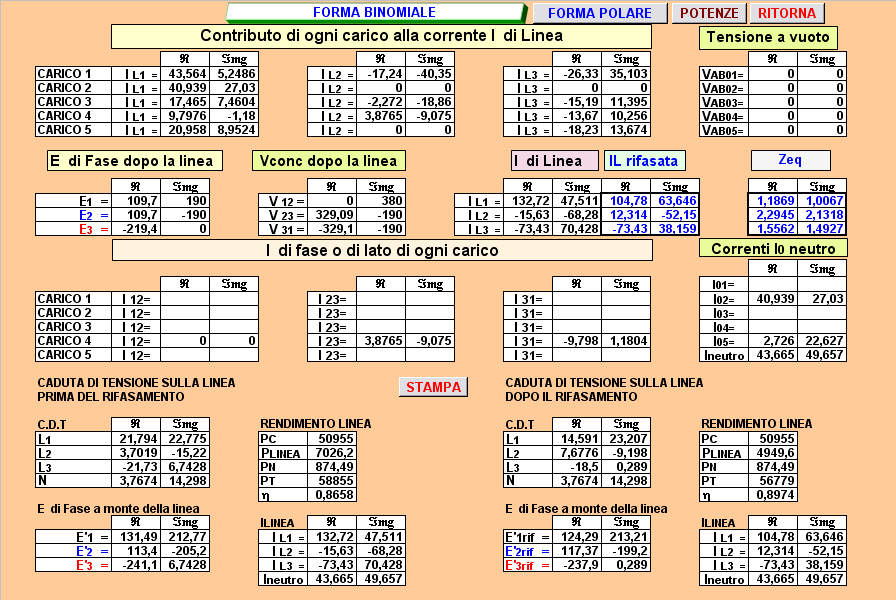 FORMA BINOMIALE FORMA POLARE POTENZE RITORNA
Contributo di ogni carico alla corrente I di Linea Tensione a vuoto
ℜ ℑmg ℜ ℑmg ℜ ℑmg ℜ ℑmg
CARICO 1 I L1 = 43,564 5,2486 I L2 = -17,24 -40,35 I L3 = -26,33 35,103 VAB01= 0 0
CARICO 2 I L1 = 40,939 27,03 I L2 = 0 0 I L3 = 0 0 VAB02= 0 0
CARICO 3 I L1 = 17,465 7,4604 I L2 = -2,272 -18,86 I L3 = -15,19 11,395 VAB03= 0 0
CARICO 4 I L1 = 9,7976 -1,18 I L2 = 3,8765 -9,075 I L3 = -13,67 10,256 VAB04= 0 0
CARICO 5 I L1 = 20,958 8,9524 I L2 = 0 0 I L3 = -18,23 13,674 VAB05= 0 0
E di Fase dopo la linea Vconc dopo la linea I di Linea IL rifasata Zeq
ℜ ℑmg ℜ ℑmg ℜ ℑmg ℜ ℑmg ℜ ℑmg
E1 = 109,7 190 V 12 = 0 380 I L1 = 132,72 47,511 104,78 63,646 1,1869 1,0067
E2 = 109,7 -190 V 23 = 329,09 -190 I L2 = -15,63 -68,28 12,314 -52,15 2,2945 2,1318
E3 = -219,4 0 V 31 = -329,1 -190 I L3 = -73,43 70,428 -73,43 38,159 1,5562 1,4927
I di fase o di lato di ogni carico Correnti I0 neutro
ℜ ℑmg ℜ ℑmg ℜ ℑmg ℜ ℑmg
I01=
CARICO 1 I 12= I 23= I 31= I02= 40,939 27,03
CARICO 2 I 12= I 23= I 31= I03=
CARICO 3 I 12= I 23= I 31= I04=
CARICO 4 I 12= 0 0 I 23= 3,8765 -9,075 I 31= -9,798 1,1804 I05= 2,726 22,627
CARICO 5 I 12= I 23= I 31= Ineutro 43,665 49,657
CADUTA DI TENSIONE SULLA LINEA
PRIMA DEL RIFASAMENTO
STAMPA
CADUTA DI TENSIONE SULLA LINEA
DOPO IL RIFASAMENTO
C.D.T ℜ ℑmg RENDIMENTO LINEA C.D.T ℜ ℑmg RENDIMENTO LINEA
L1 21,794 22,775 PC 50955 L1 14,591 23,207 PC 50955
L2 3,7019 -15,22 PLINEA 7026,2 L2 7,6776 -9,198 PLINEA 4949,6
L3 -21,73 6,7428 PN 874,49 L3 -18,5 0,289 PN 874,49
N 3,7674 14,298 PT 58855 N 3,7674 14,298 PT 56779
η 0,8658 η 0,8974
E di Fase a monte della linea E di Fase a monte della linea
ℜ ℑmg ILINEA ℜ ℑmg ℜ ℑmg ILINEA ℜ ℑmg
E'1 = 131,49 212,77 I L1 = 132,72 47,511 E'1rif = 124,29 213,21 I L1 = 104,78 63,646
E'2 = 113,4 -205,2 I L2 = -15,63 -68,28 E'2rif = 117,37 -199,2 I L2 = 12,314 -52,15
E'3 = -241,1 6,7428 I L3 = -73,43 70,428 E'3rif = -237,9 0,289 I L3 = -73,43 38,159
Ineutro 43,665 49,657 Ineutro 43,665 49,657